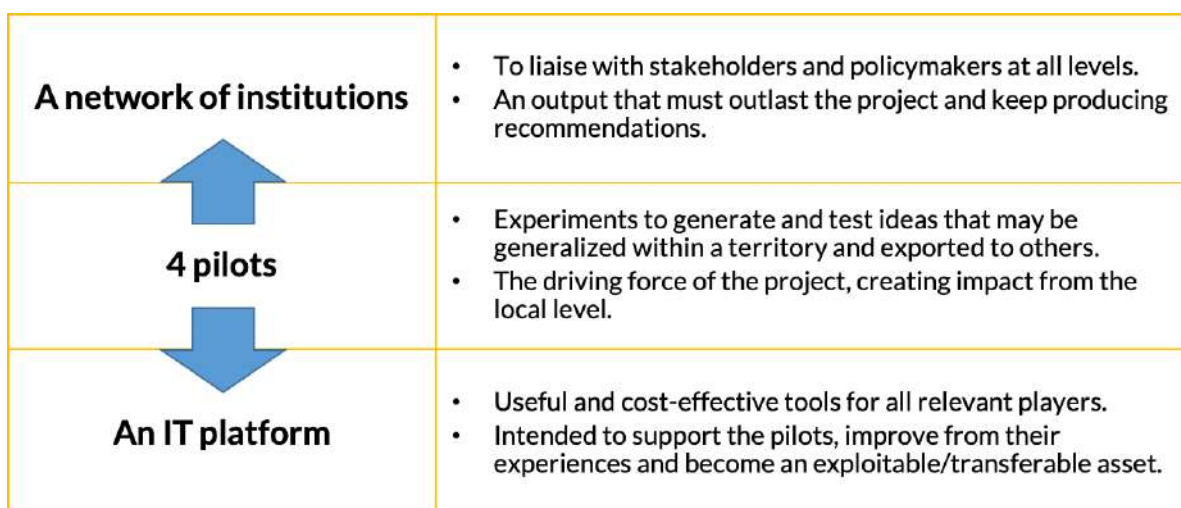 A network of institutions
• To liaise with stakeholders and policymakers at all levels.
• An output that must outlast the project and keep producing
recommendations.
4 pilots
• Experiments to generate and test ideas that may be
generalized within a territory and exported to others.
• The driving force of the project, creating impact from the
local level.
An IT platform
• Useful and cost-effective tools for all relevant players.
• Intended to support the pilots, improve from their
experiences and become an exploitable/transferable asset.